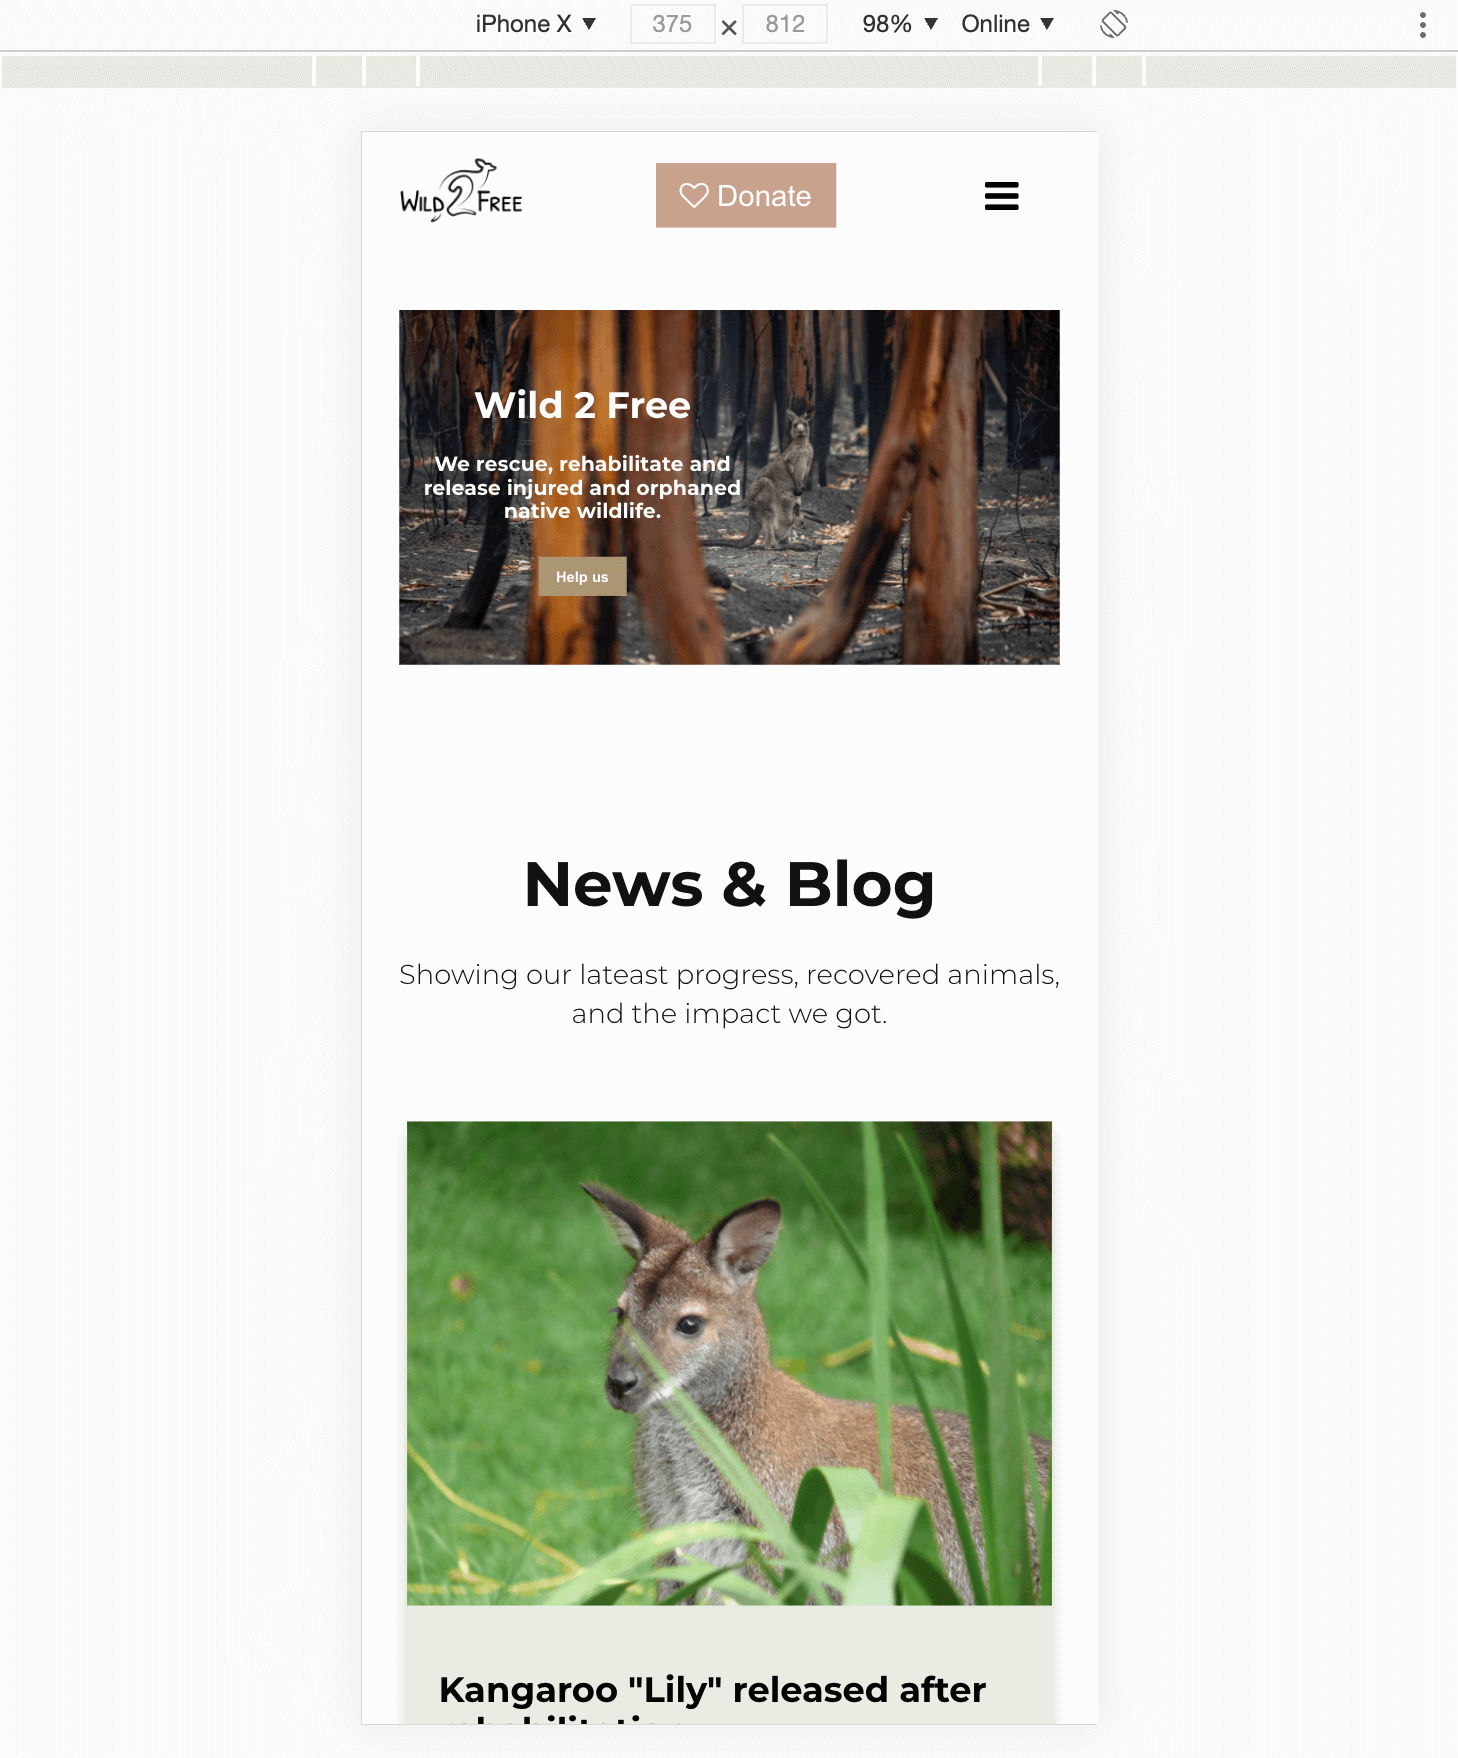 iPhone X ▼ 375 × 812 98% ▼ Online ▼
WILD 2 FREE
Donate
Wild 2 Free
We rescue, rehabilitate and
release injured and orphaned
native wildlife.
Help us
News & Blog
Showing our lateast progress, recovered animals,
and the impact we got.
Kangaroo "Lily" released after